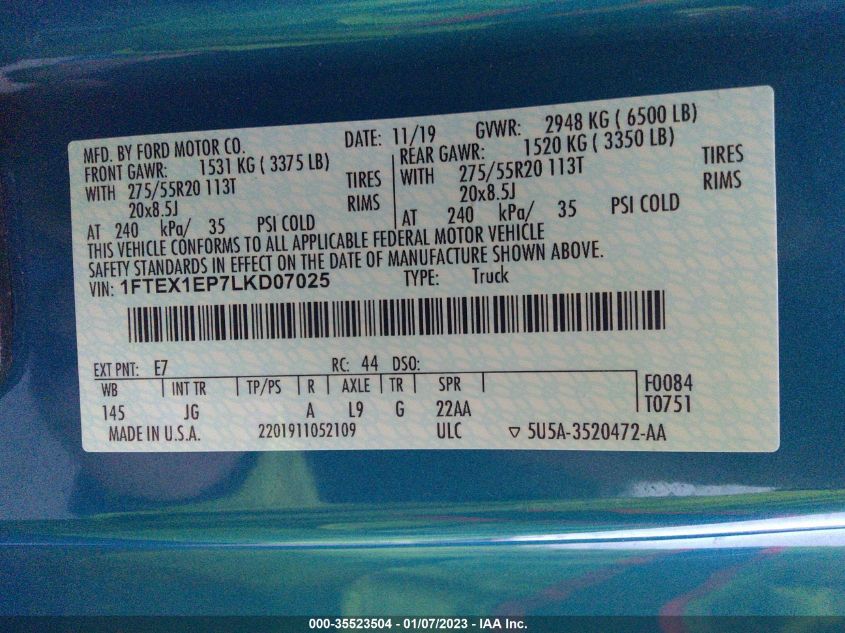 MFD. BY FORD MOTOR CO. DATE: 11/19 GVWR: 2948 KG ( 6500 LB)
FRONT GAWR: 1531 KG ( 3375 LB) REAR GAWR: 1520 KG ( 3350 LB)
WITH 275/55R20 113T TIRES WITH 275/55R20 113T TIRES
20x8.5J RIMS 20x8.5J RIMS
AT 240 kPa/ 35 PSI COLD AT 240 kPa/ 35 PSI COLD
THIS VEHICLE CONFORMS TO ALL APPLICABLE FEDERAL MOTOR VEHICLE
SAFETY STANDARDS IN EFFECT ON THE DATE OF MANUFACTURE SHOWN ABOVE.
VIN: 1FTEX1EP7LKD07025 TYPE: Truck
EXT PNT: E7 RC: 44 DSO:
WB INT TR TP/PS R AXLE TR SPR F0084
145 JG A L9 G 22AA T0751
MADE IN U.S.A. 2201911052109 ULC ▽ 5U5A-3520472-AA
000-35523504 - 01/07/2023 - IAA Inc.